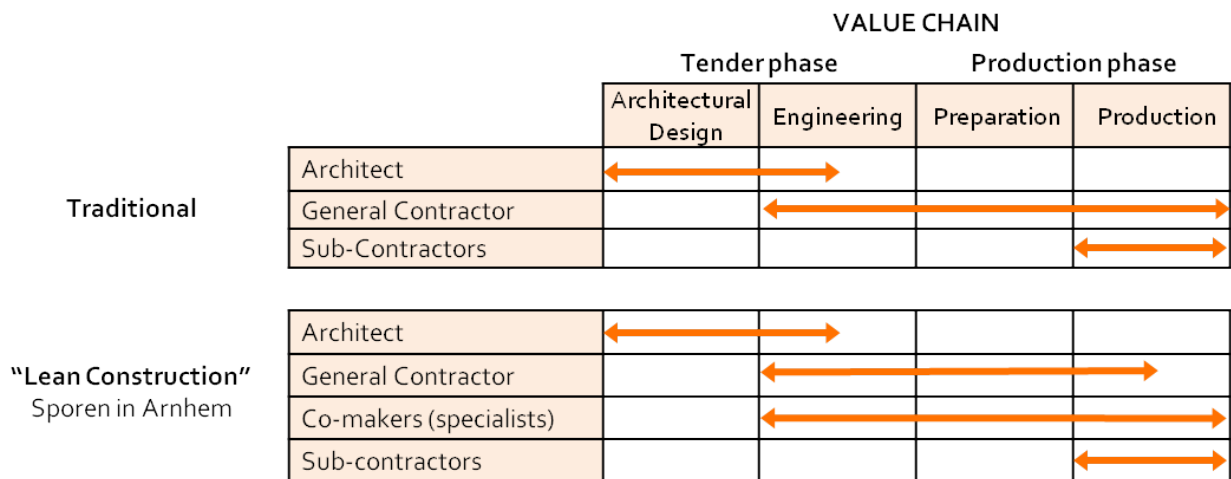 VALUE CHAIN
Tender phase
Production phase
Architectural
Design
Engineering
Preparation
Production
Traditional
Architect
General Contractor
Sub-Contractors
"Lean Construction"
Sporen in Arnhem
Architect
General Contractor
Co-makers (specialists)
Sub-contractors